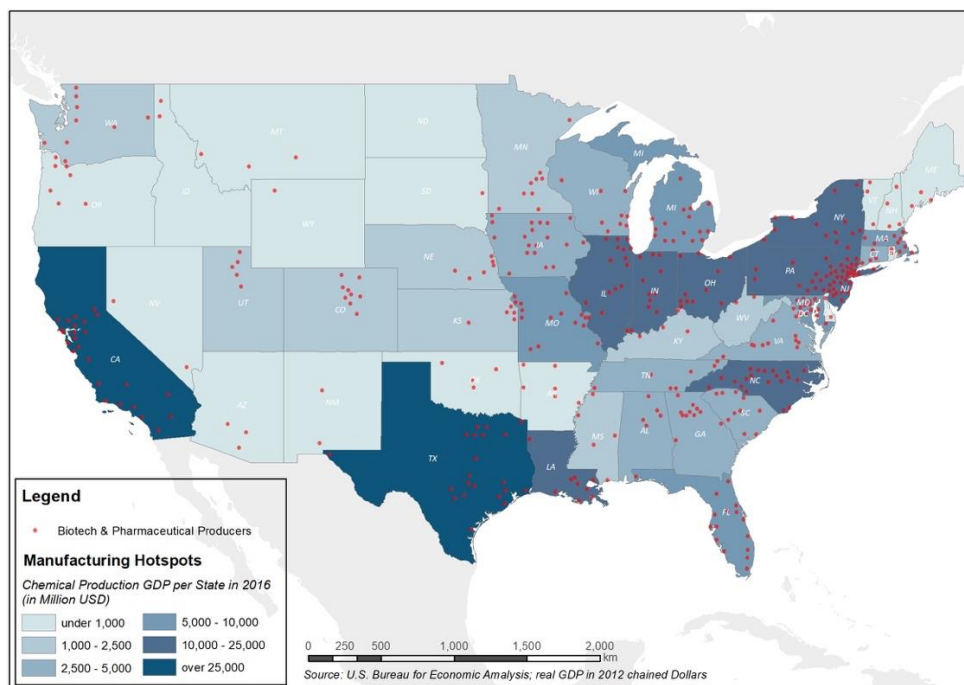 WA
MT
ND
ME
MN
OR
ID
SD
WI
MI
MI
VT
NH
NY
WY
MA
CT
IA
NE
PA
NJ
NV
UT
CO
IL
IN
OH
MD
DC
CA
KS
MO
WV
VA
KY
TN
NC
AZ
NM
SC
MS
AL
GA
TX
LA
FL
Legend
Biotech & Pharmaceutical Producers
Manufacturing Hotspots
Chemical Production GDP per State in 2016
(in Million USD)
under 1,000
5,000 - 10,000
1,000 - 2,500
10,000 - 25,000
2,500 - 5,000
over 25,000
0 500 1,000 1,500 2,000
km
Source: U.S. Bureau for Economic Amalysis; real GDP in 2012 chained Dollars